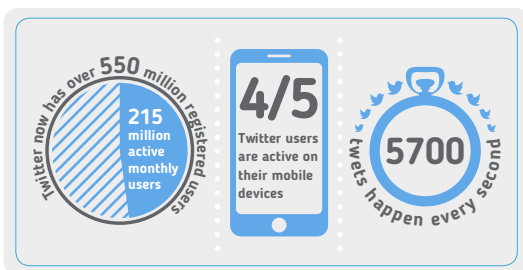 Twitter now has over 550 million registered users
215
million
active
monthly
users
4/5
Twitter users
are active on
their mobile
devices
5700
twets happen every second